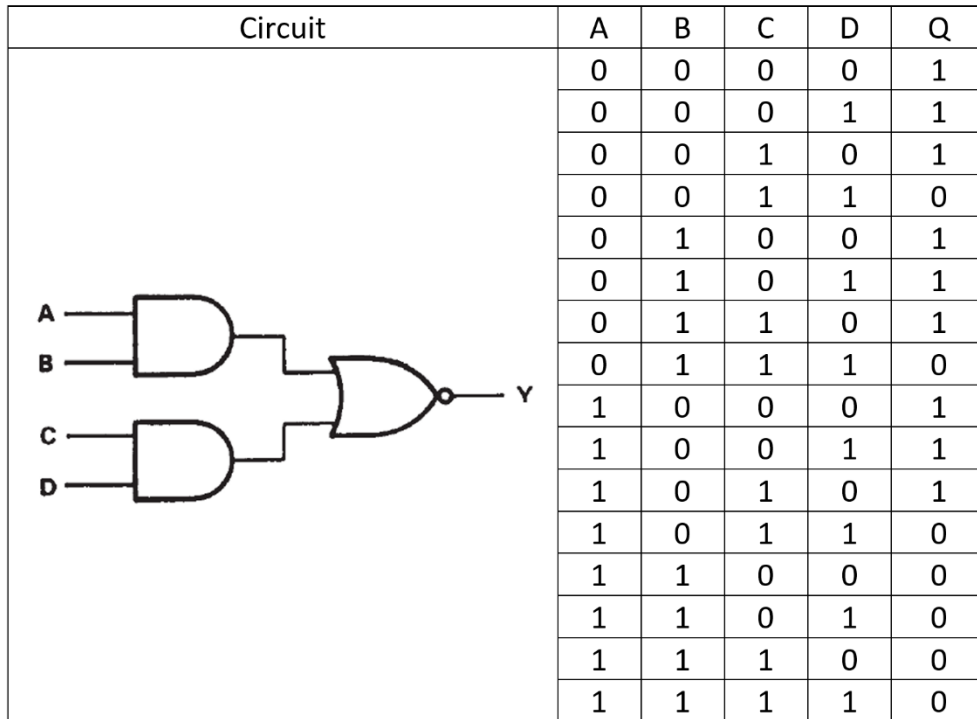 Circuit A B C D Q
0 0 0 0 1
0 0 0 1 1
0 0 1 0 1
0 0 1 1 0
0 1 0 0 1
0 1 0 1 1
0 1 1 0 1
0 1 1 1 0
1 0 0 0 1
1 0 0 1 1
1 0 1 0 1
1 0 1 1 0
1 1 0 0 0
1 1 0 1 0
1 1 1 0 0
1 1 1 1 0
A
B
C
D
Y